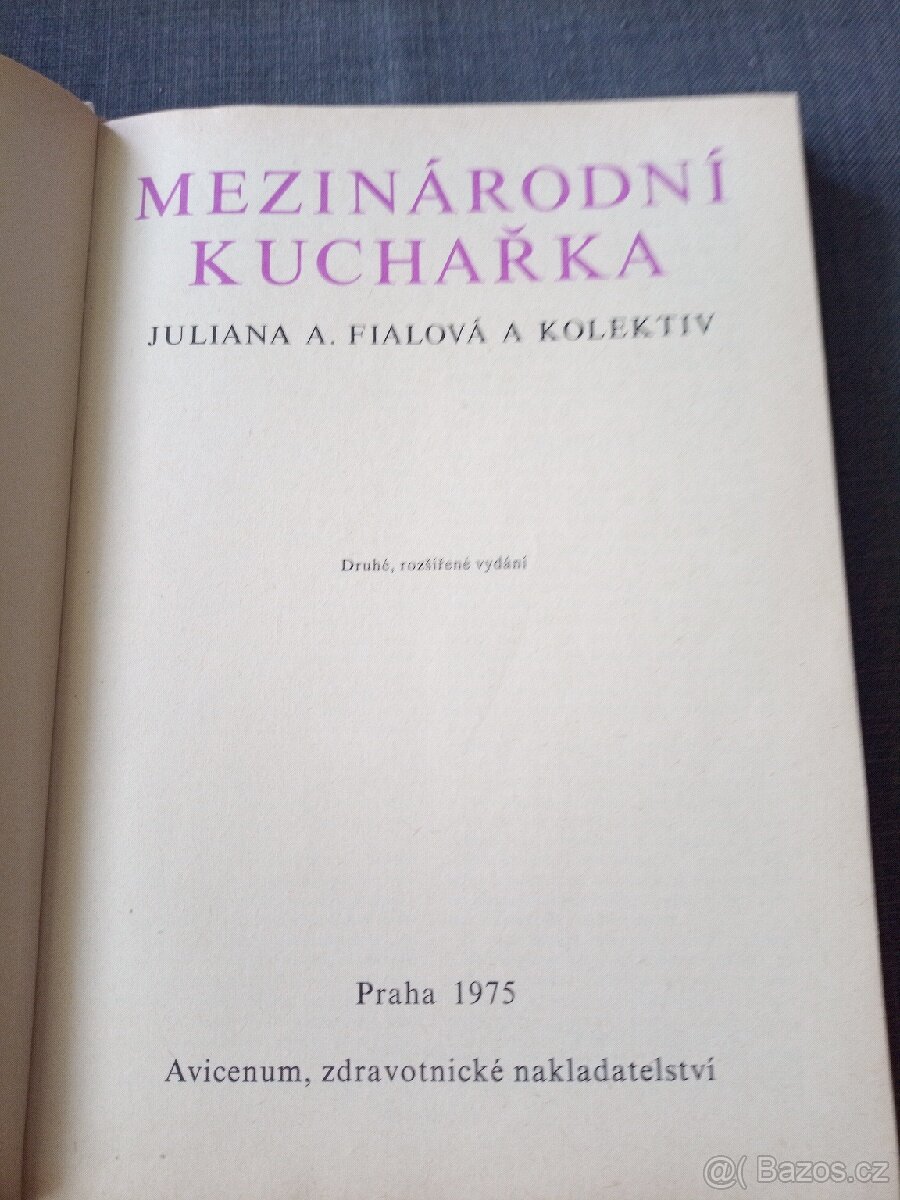 MEZINÁRODNÍ
KUCHAŘKA
JULIANA A. FIALOVÁ A KOLEKTIV
Druhé, rozšířené vydání
Praha 1975
Avicenum, zdravotnické nakladatelství
@( Bazos.cz